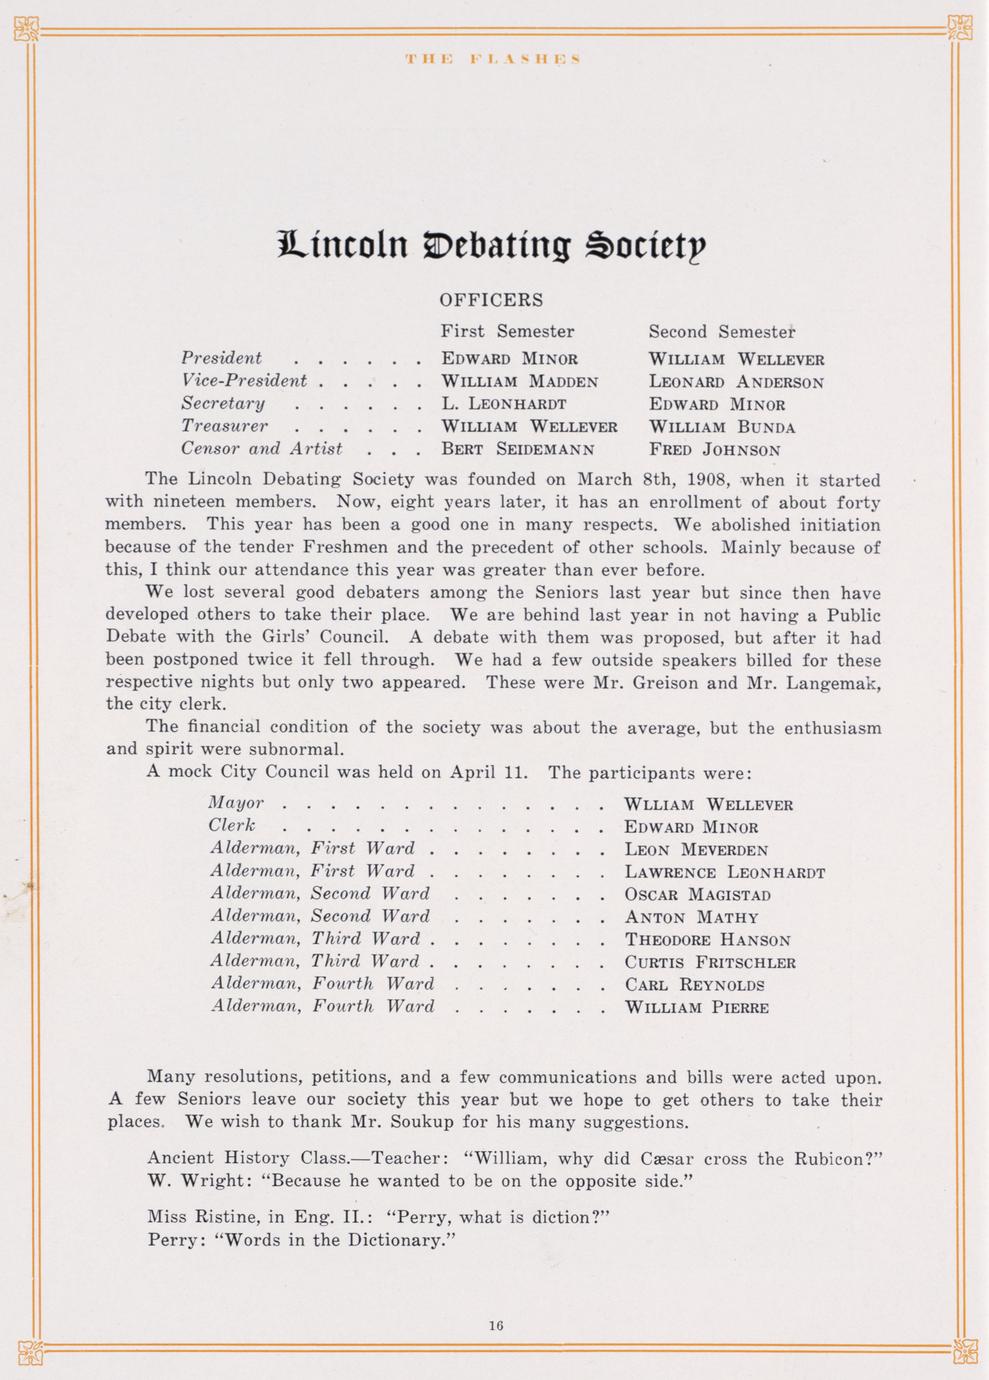 THE FLASHES
Lincoln Debating Society
OFFICERS
First Semester Second Semester
President . . . . . . EDWARD MINOR WILLIAM WELLEVER
Vice-President . . . . . WILLIAM MADDEN LEONARD ANDERSON
Secretary . . . . . . L. LEONHARDT EDWARD MINOR
Treasurer . . . . . . WILLIAM WELLEVER WILLIAM BUNDA
Censor and Artist . . . BERT SEIDEMANN FRED JOHNSON
The Lincoln Debating Society was founded on March 8th, 1908, when it started
with nineteen members. Now, eight years later, it has an enrollment of about forty
members. This year has been a good one in many respects. We abolished initiation
because of the tender Freshmen and the precedent of other schools. Mainly because of
this, I think our attendance this year was greater than ever before.
We lost several good debaters among the Seniors last year but since then have
developed others to take their place. We are behind last year in not having a Public
Debate with the Girls' Council. A debate with them was proposed, but after it had
been postponed twice it fell through. We had a few outside speakers billed for these
respective nights but only two appeared. These were Mr. Greison and Mr. Langemak,
the city clerk.
The financial condition of the society was about the average, but the enthusiasm
and spirit were subnormal.
A mock City Council was held on April 11. The participants were:
Mayor . . . . . . . . . . . . . . WLLIAM WELLEVER
Clerk . . . . . . . . . . . . . . EDWARD MINOR
Alderman, First Ward . . . . . . . . LEON MEVERDEN
Alderman, First Ward . . . . . . . . LAWRENCE LEONHARDT
Alderman, Second Ward . . . . . . . OSCAR MAGISTAD
Alderman, Second Ward . . . . . . . ANTON MATHY
Alderman, Third Ward . . . . . . . . THEODORE HANSON
Alderman, Third Ward . . . . . . . . CURTIS FRITSCHLER
Alderman, Fourth Ward . . . . . . . CARL REYNOLDS
Alderman, Fourth Ward . . . . . . . WILLIAM PIERRE
Many resolutions, petitions, and a few communications and bills were acted upon.
A few Seniors leave our society this year but we hope to get others to take their
places. We wish to thank Mr. Soukup for his many suggestions.
Ancient History Class.—Teacher: "William, why did Cæsar cross the Rubicon?"
W. Wright: "Because he wanted to be on the opposite side."
Miss Ristine, in Eng. II.: "Perry, what is diction?"
Perry: "Words in the Dictionary."
16